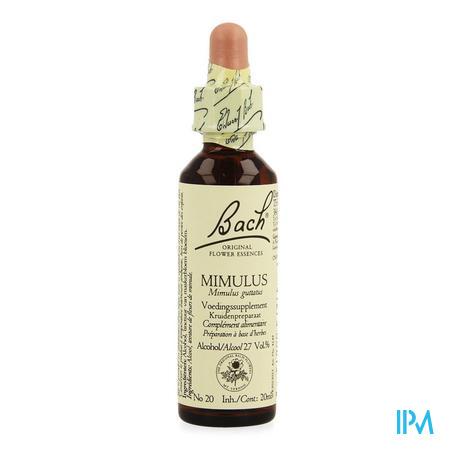 Bach®
ORIGINAL
FLOWER ESSENCES
MIMULUS
Mimulus guttatus
Voedingssupplement
Kruidenpreparaat
Complément alimentaire
Préparation à base d'herbes
Alcohol/Alcool 27 Vol.%
No 20 Inh./Cont: 20ml
IPM